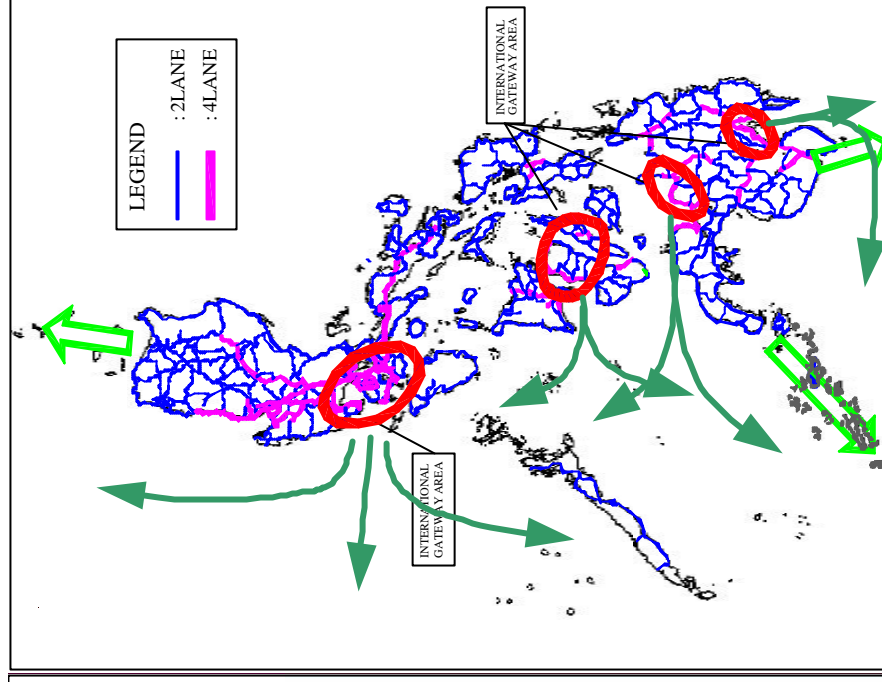 LEGEND
: 2LANE
: 4LANE
INTERNATIONAL
GATEWAY AREA
INTERNATIONAL
GATEWAY AREA